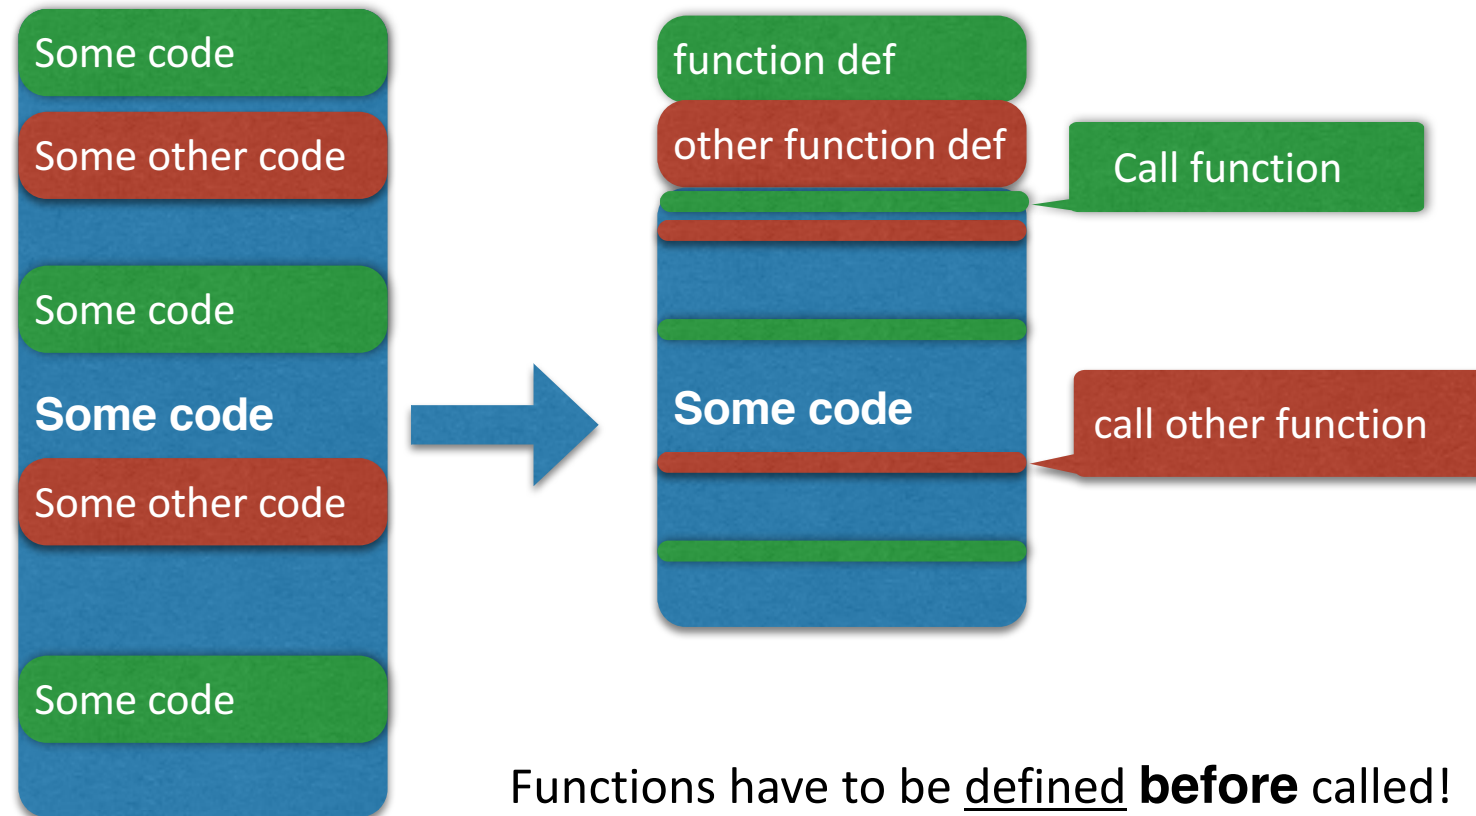 Some code
Some other code
Some code
Some code
Some other code
Some code
function def
other function def
Call function
Some code
call other function
Functions have to be defined before called!